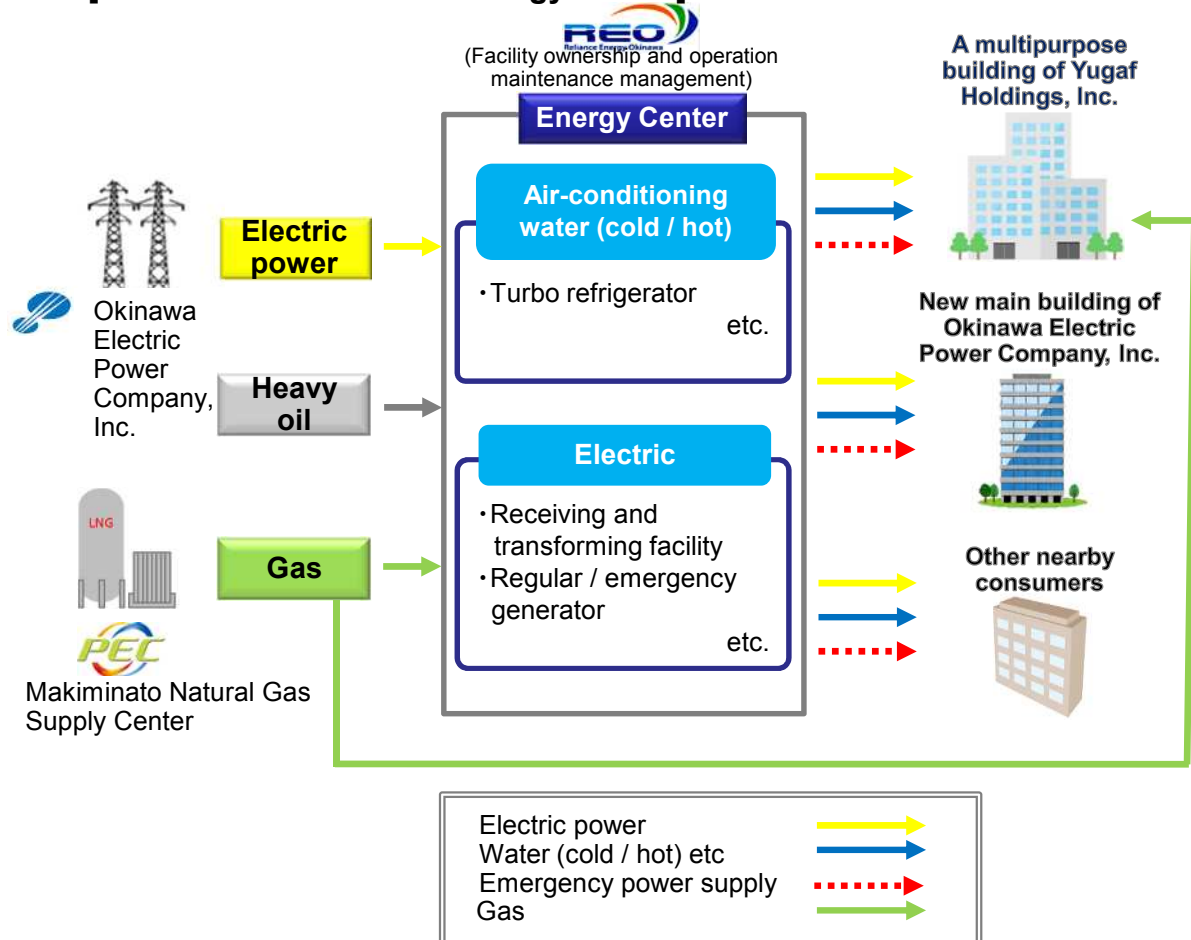 REO
Reliance Energy Okinawa
(Facility ownership and operation
maintenance management)
Energy Center
Air-conditioning
water (cold / hot)
・Turbo refrigerator
etc.
Electric
・Receiving and
transforming facility
・Regular / emergency
generator
etc.
Electric
power
Okinawa
Electric
Power
Company,
Inc.
Heavy
oil
LNG
Gas
PEC
Makiminato Natural Gas
Supply Center
A multipurpose
building of Yugaf
Holdings, Inc.
New main building of
Okinawa Electric
Power Company, Inc.
Other nearby
consumers
Electric power
Water (cold / hot) etc
Emergency power supply
Gas